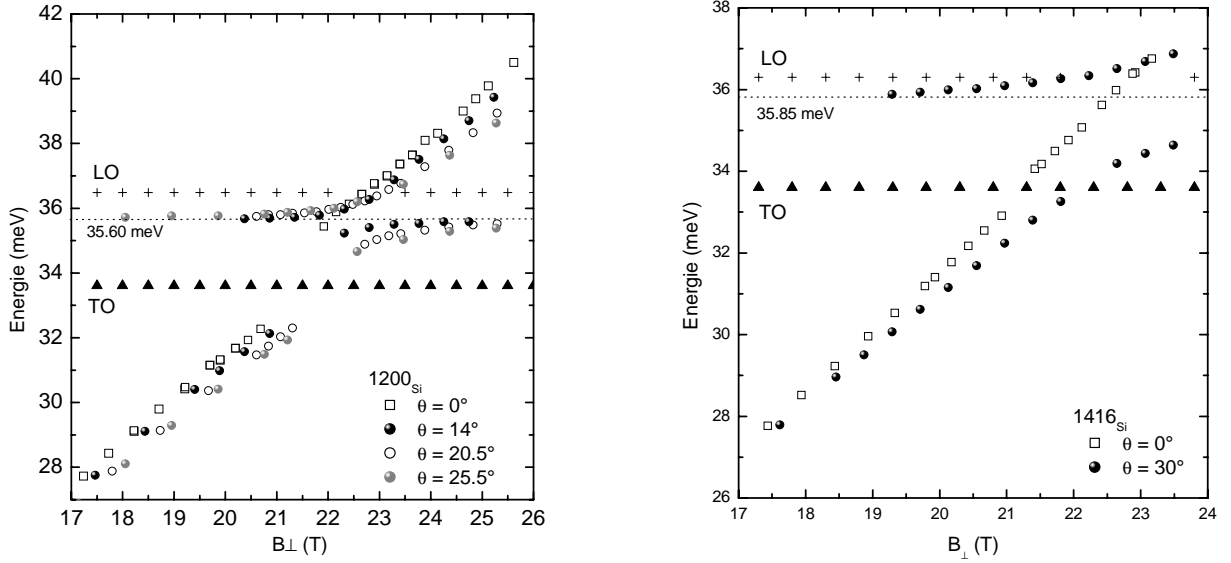 42
40
38
36
34
32
30
28
Energie (meV)
LO
35.60 meV
TO
1200Si
θ = 0°
θ = 14°
θ = 20.5°
θ = 25.5°
17 18 19 20 21 22 23 24 25 26
B⊥ (T)
38
36
34
32
30
28
26
Energie (meV)
LO
35.85 meV
TO
1416Si
θ = 0°
θ = 30°
17 18 19 20 21 22 23 24
B⊥ (T)